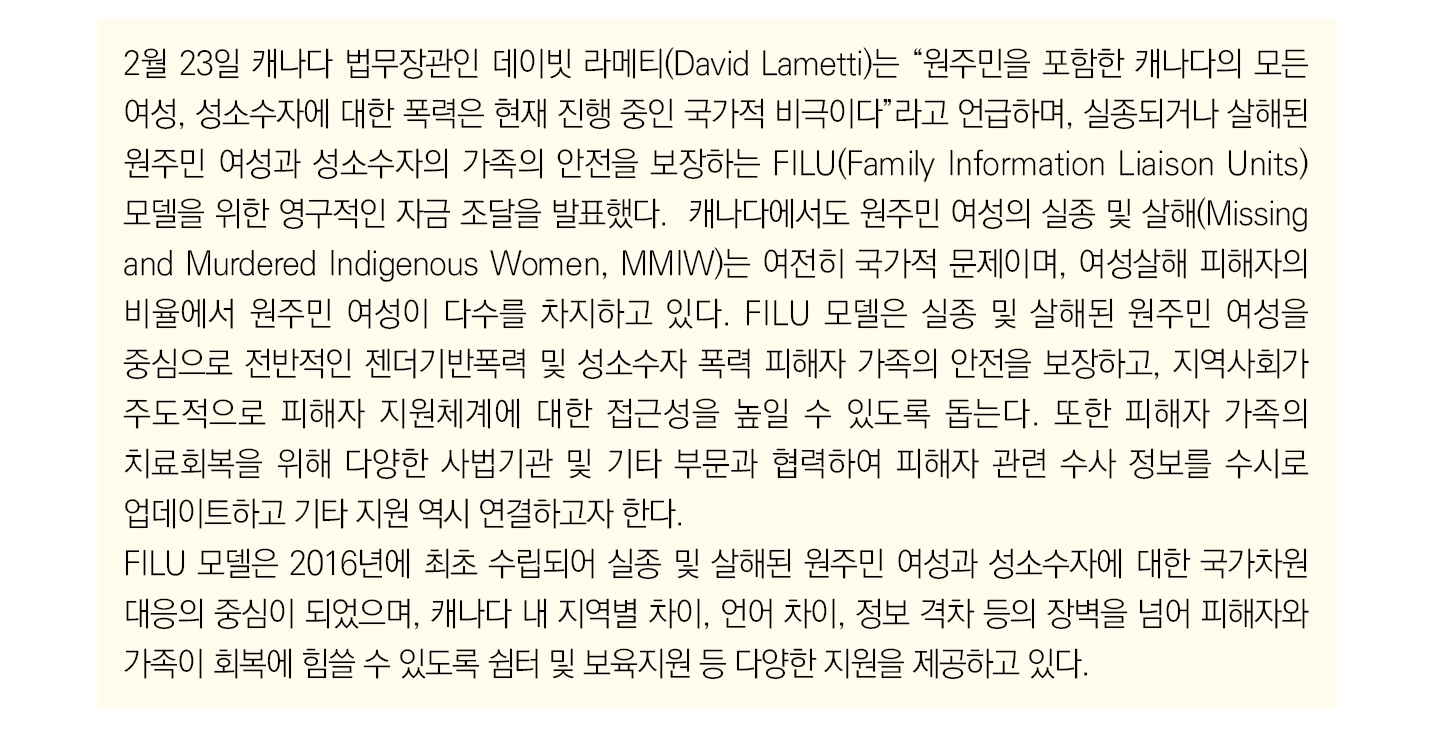 2월 23일 캐나다 법무장관인 데이빗 라메티(David Lametti)는 “원주민을 포함한 캐나다의 모든
여성, 성소수자에 대한 폭력은 현재 진행 중인 국가적 비극이다”라고 언급하며, 실종되거나 살해된
원주민 여성과 성소수자의 가족의 안전을 보장하는 FILU(Family Information Liaison Units)
모델을 위한 영구적인 자금 조달을 발표했다. 캐나다에서도 원주민 여성의 실종 및 살해(Missing
and Murdered Indigenous Women, MMIW)는 여전히 국가적 문제이며, 여성살해 피해자의
비율에서 원주민 여성이 다수를 차지하고 있다. FILU 모델은 실종 및 살해된 원주민 여성을
중심으로 전반적인 젠더기반폭력 및 성소수자 폭력 피해자 가족의 안전을 보장하고, 지역사회가
주도적으로 피해자 지원체계에 대한 접근성을 높일 수 있도록 돕는다. 또한 피해자 가족의
치료회복을 위해 다양한 사법기관 및 기타 부문과 협력하여 피해자 관련 수사 정보를 수시로
업데이트하고 기타 지원 역시 연결하고자 한다.
FILU 모델은 2016년에 최초 수립되어 실종 및 살해된 원주민 여성과 성소수자에 대한 국가차원
대응의 중심이 되었으며, 캐나다 내 지역별 차이, 언어 차이, 정보 격차 등의 장벽을 넘어 피해자와
가족이 회복에 힘쓸 수 있도록 쉼터 및 보육지원 등 다양한 지원을 제공하고 있다.